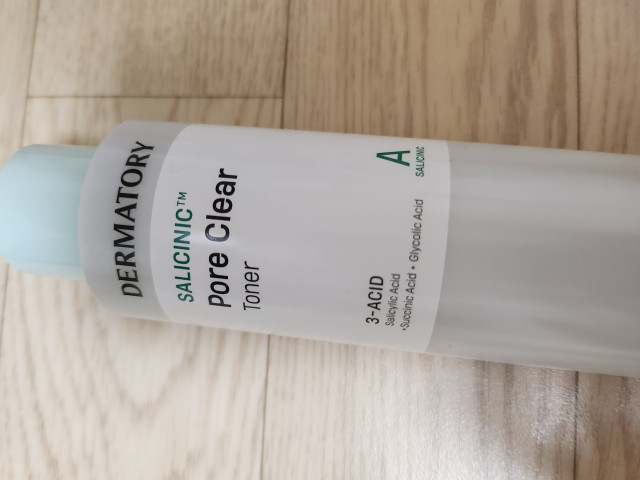 DERMATORY
SALICINIC™
Pore Clear
Toner
3-ACID
Salicylic Acid
+Succinic Acid + Glycolic Acid
A
SALICINIC